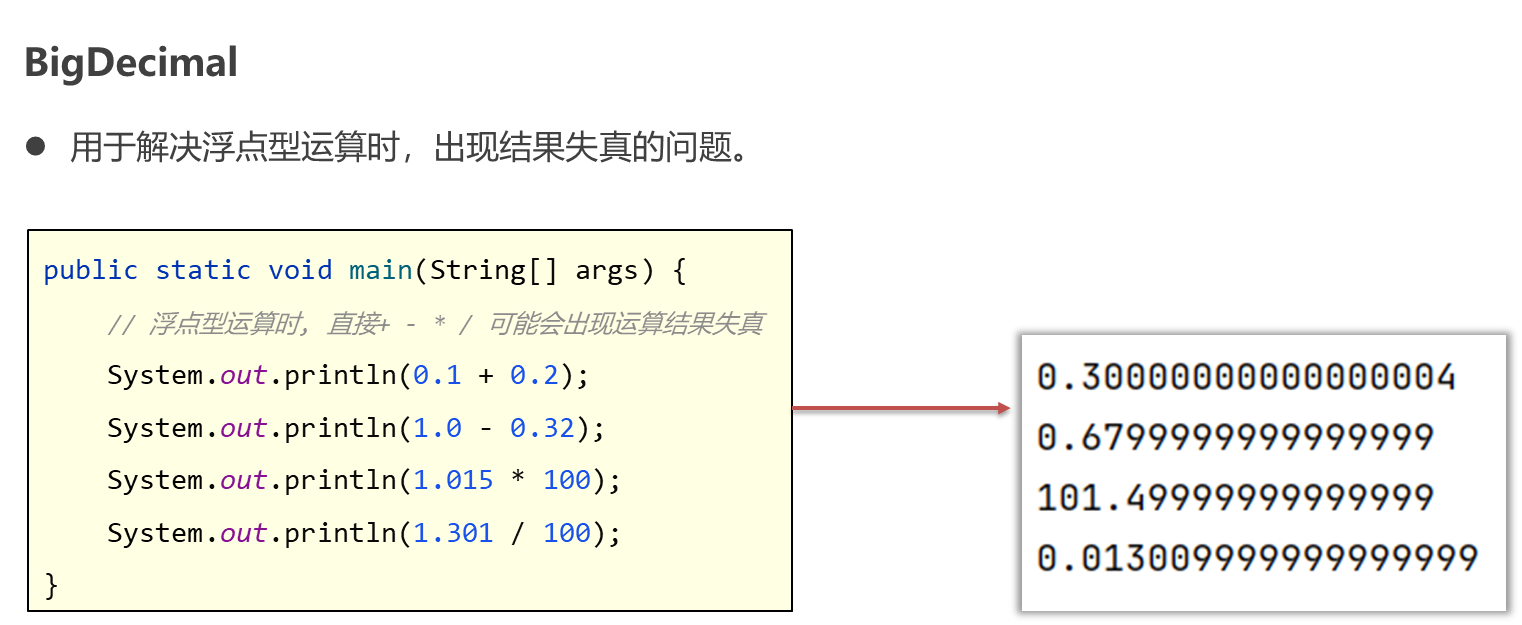 BigDecimal
● 用于解决浮点型运算时，出现结果失真的问题。
public static void main(String[] args) {
// 浮点型运算时, 直接+ - * / 可能会出现运算结果失真
System.out.println(0.1 + 0.2);
System.out.println(1.0 - 0.32);
System.out.println(1.015 * 100);
System.out.println(1.301 / 100);
}
0.30000000000000004
0.6799999999999999
101.49999999999999
0.013009999999999999